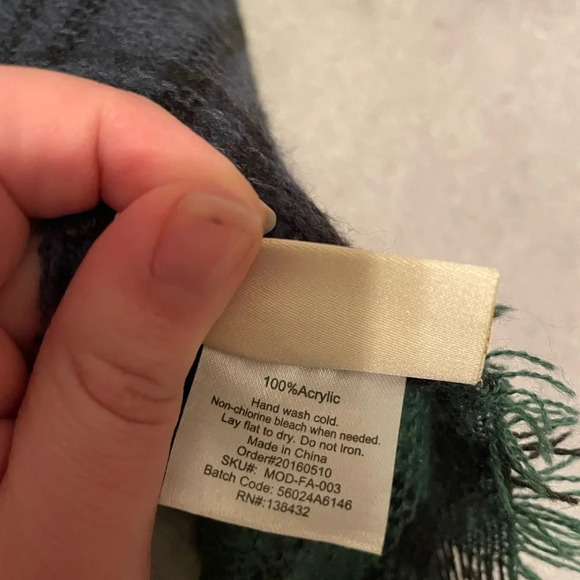 100%Acrylic
Hand wash cold.
Non-chlorine bleach when needed.
Lay flat to dry. Do not Iron.
Made in China
Order#20160510
SKU#: MOD-FA-003
Batch Code: 56024A6146
RN#:138432